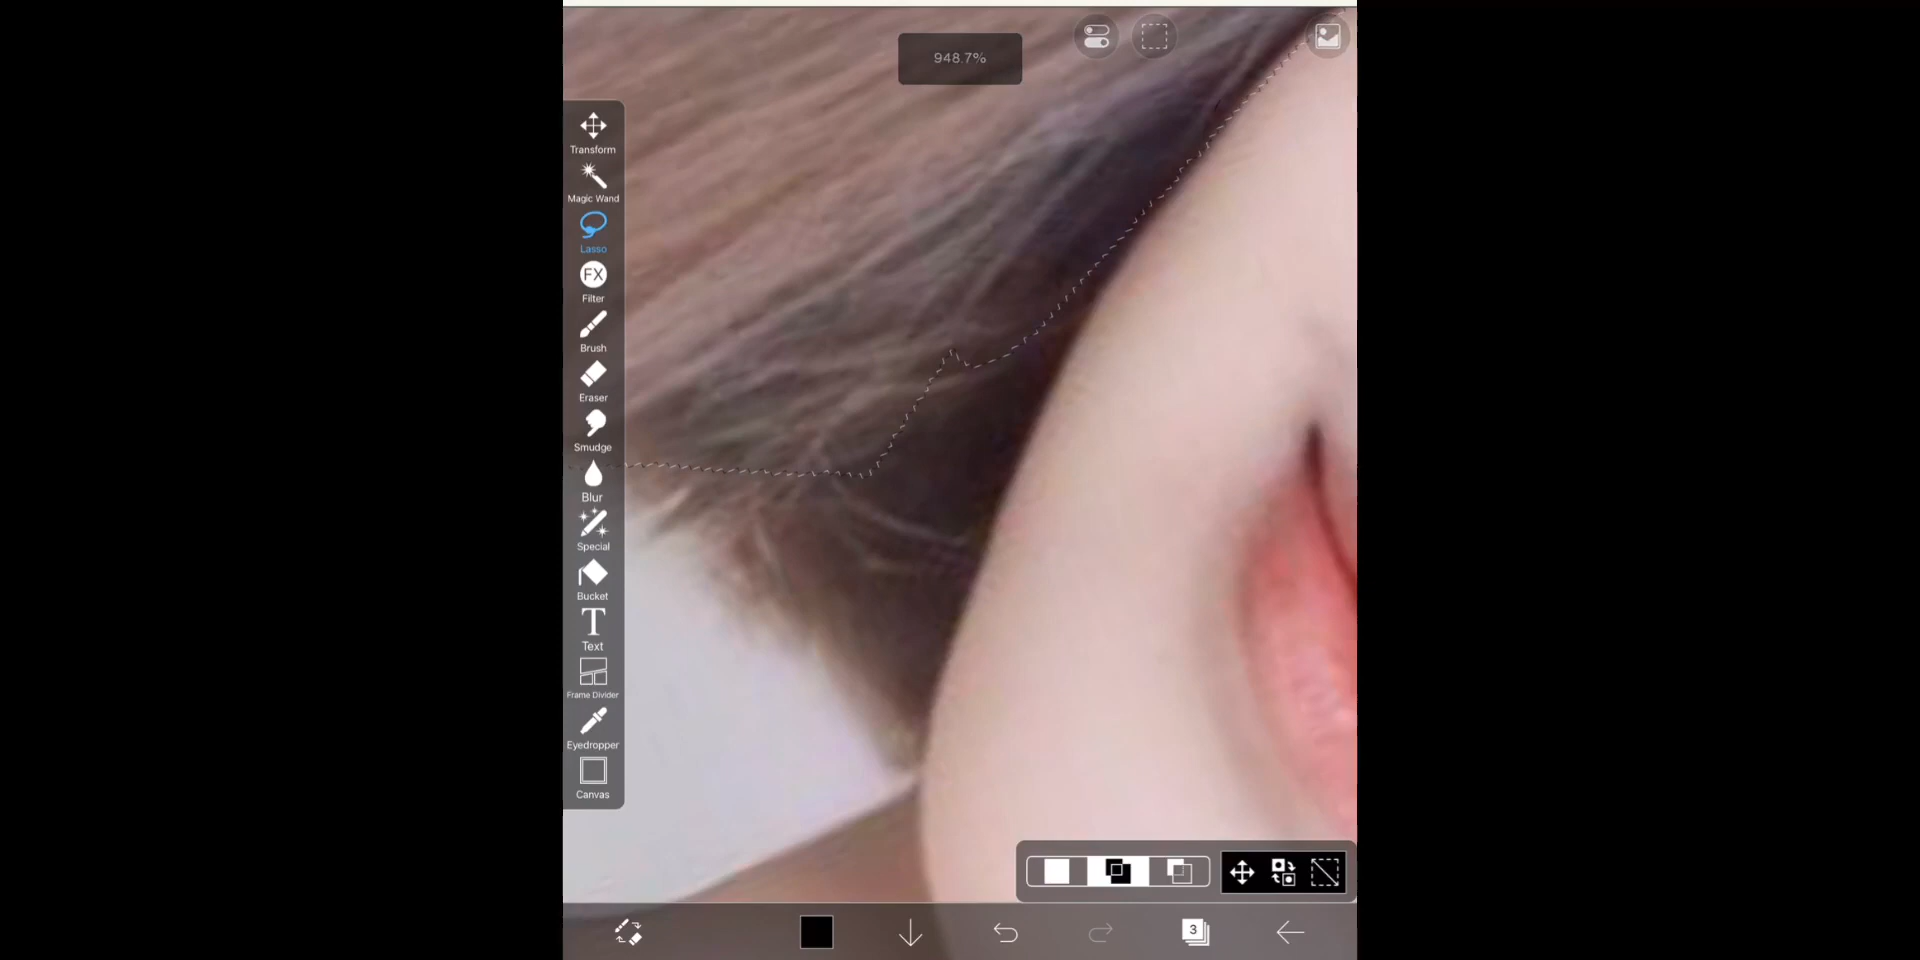 948.7%
Transform
Magic Wand
Lasso
FX
Filter
Brush
Eraser
Smudge
Blur
Special
Bucket
T
Text
Frame Divider
Eyedropper
Canvas
3